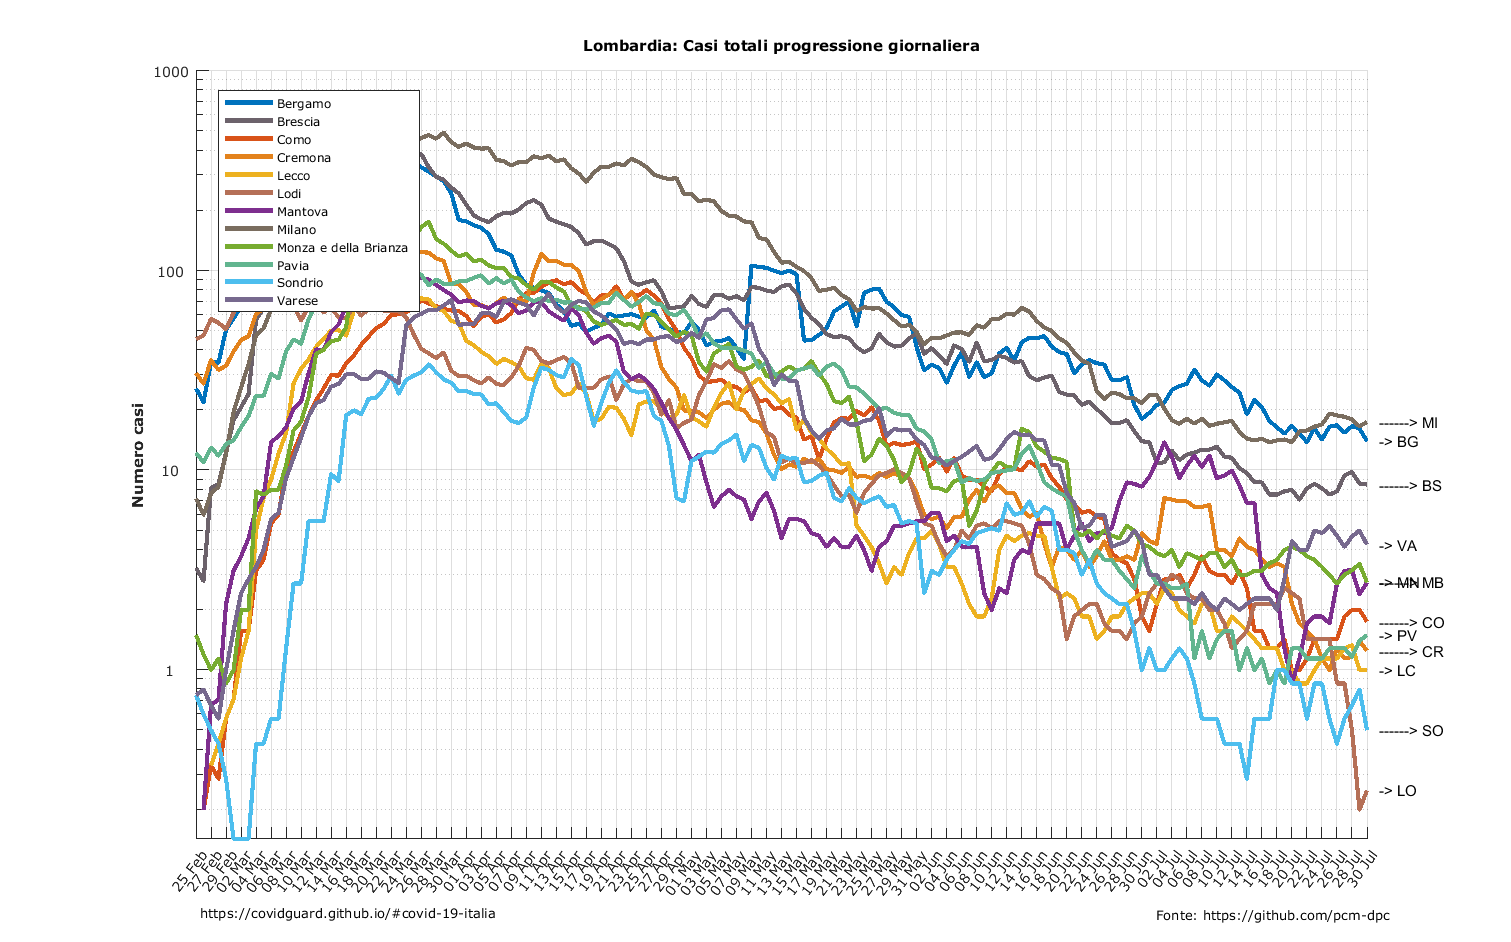 Lombardia: Casi totali progressione giornaliera
Numero casi
1000
100
10
1
Bergamo
Brescia
Como
Cremona
Lecco
Lodi
Mantova
Milano
Monza e della Brianza
Pavia
Sondrio
Varese
------> MI
-> BG
------> BS
-> VA
-> MN
------> MB
------> CO
-> PV
------> CR
-> LC
------> SO
-> LO
25 Feb
27 Feb
29 Feb
02 Mar
04 Mar
06 Mar
08 Mar
10 Mar
12 Mar
14 Mar
16 Mar
18 Mar
20 Mar
22 Mar
24 Mar
26 Mar
28 Mar
30 Mar
01 Apr
03 Apr
05 Apr
07 Apr
09 Apr
11 Apr
13 Apr
15 Apr
17 Apr
19 Apr
21 Apr
23 Apr
25 Apr
27 Apr
29 Apr
01 May
03 May
05 May
07 May
09 May
11 May
13 May
15 May
17 May
19 May
21 May
23 May
25 May
27 May
29 May
31 May
02 Jun
04 Jun
06 Jun
08 Jun
10 Jun
12 Jun
14 Jun
16 Jun
18 Jun
20 Jun
22 Jun
24 Jun
26 Jun
28 Jun
30 Jun
02 Jul
04 Jul
06 Jul
08 Jul
10 Jul
12 Jul
14 Jul
16 Jul
18 Jul
20 Jul
22 Jul
24 Jul
26 Jul
28 Jul
30 Jul
https://covidguard.github.io/#covid-19-italia
Fonte: https://github.com/pcm-dpc